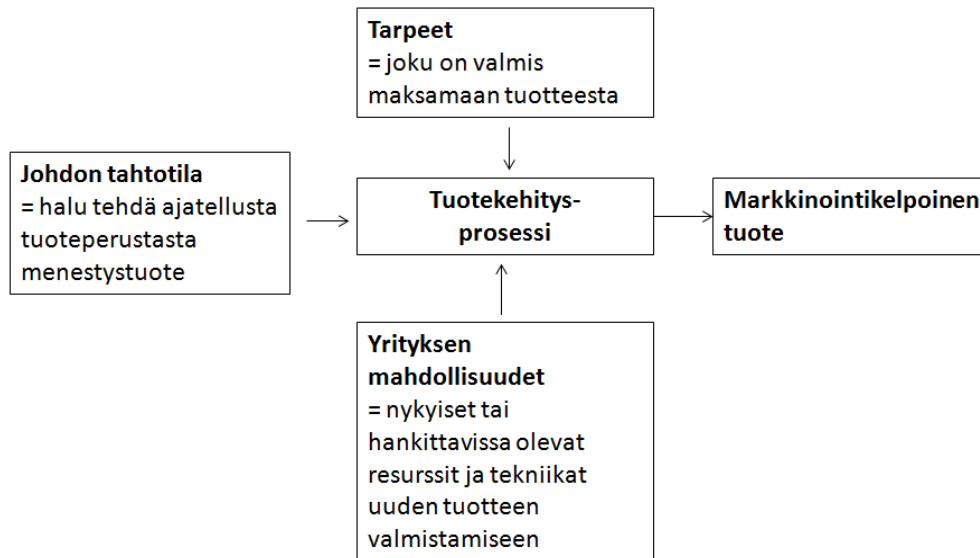 Tarpeet
= joku on valmis
maksamaan tuotteesta
Johdon tahtotila
= halu tehdä ajatellusta
tuoteperustasta
menestystuote
Tuotekehitys-
prosessi
Markkinointikelpoinen
tuote
Yrityksen
mahdollisuudet
= nykyiset tai
hankittavissa olevat
resurssit ja tekniikat
uuden tuotteen
valmistamiseen